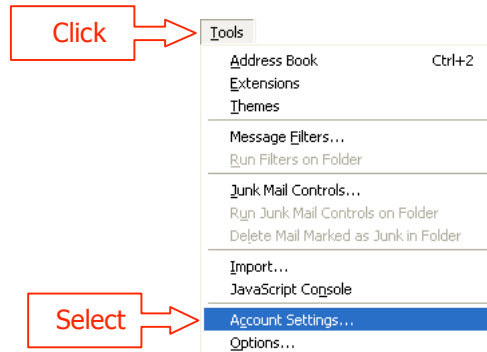 Click
Tools
Address Book Ctrl+2
Extensions
Themes
Message Filters...
Run Filters on Folder
Junk Mail Controls...
Run Junk Mail Controls on Folder
Delete Mail Marked as Junk in Folder
Import...
JavaScript Console
Select
Account Settings...
Options...